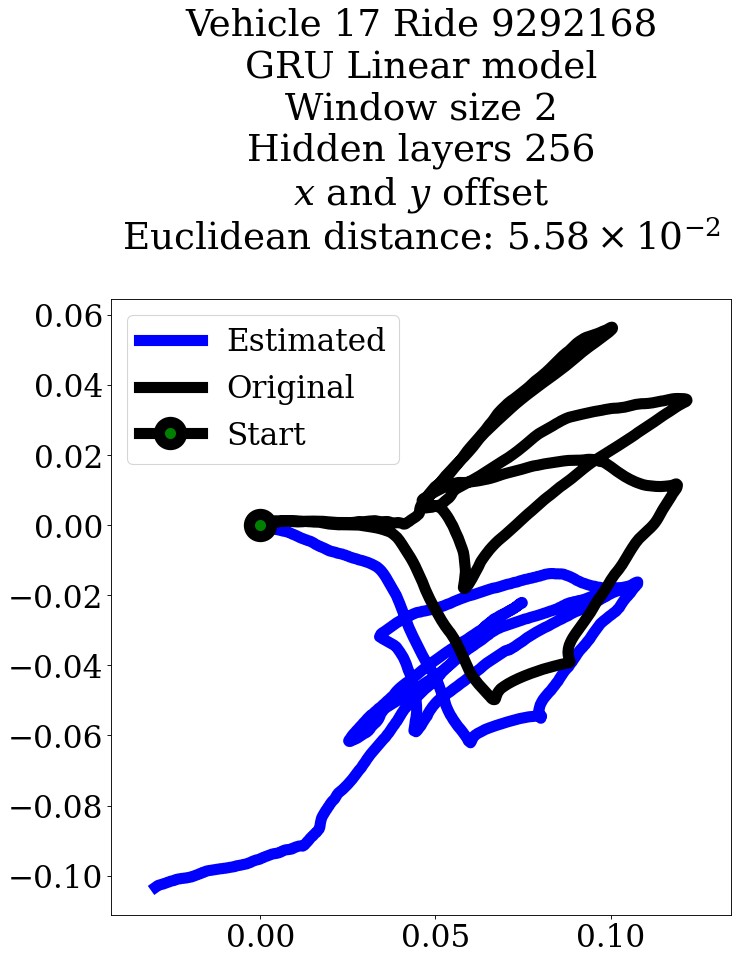 Vehicle 17 Ride 9292168
GRU Linear model
Window size 2
Hidden layers 256
x and y offset
Euclidean distance: 5.58 × 10⁻²
Estimated
Original
Start
0.06
0.04
0.02
0.00
−0.02
−0.04
−0.06
−0.08
−0.10
0.00 0.05 0.10